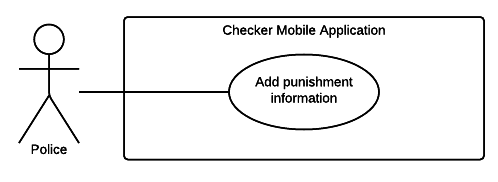 Checker Mobile Application
Add punishment
information
Police